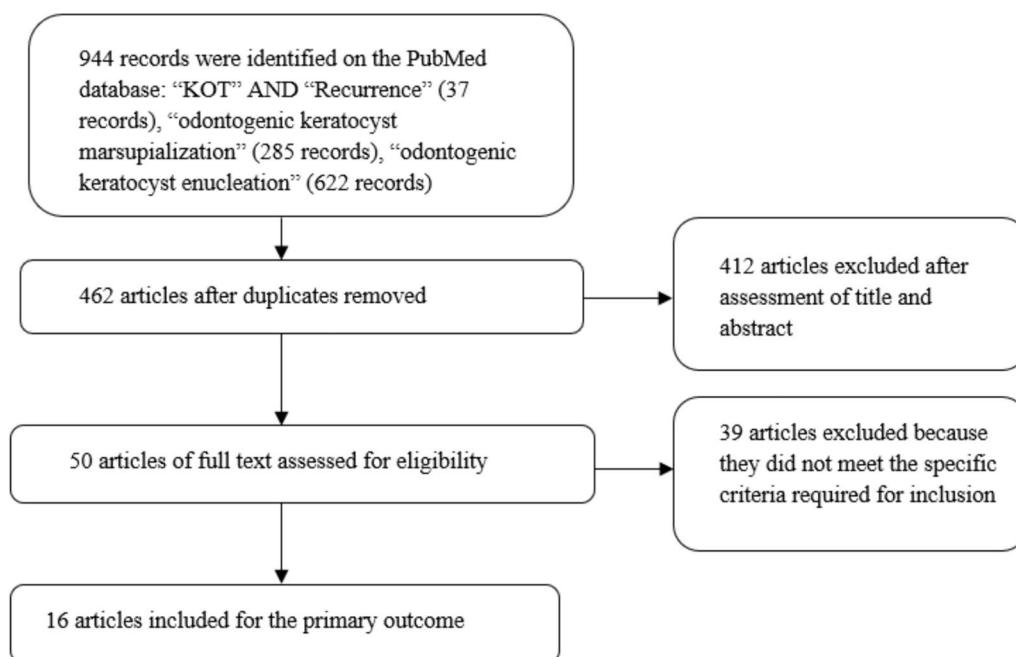 944 records were identified on the PubMed
database: “KOT” AND “Recurrence” (37
records), “odontogenic keratocyst
marsupialization” (285 records), “odontogenic
keratocyst enucleation” (622 records)
462 articles after duplicates removed
412 articles excluded after
assessment of title and
abstract
50 articles of full text assessed for eligibility
39 articles excluded because
they did not meet the specific
criteria required for inclusion
16 articles included for the primary outcome